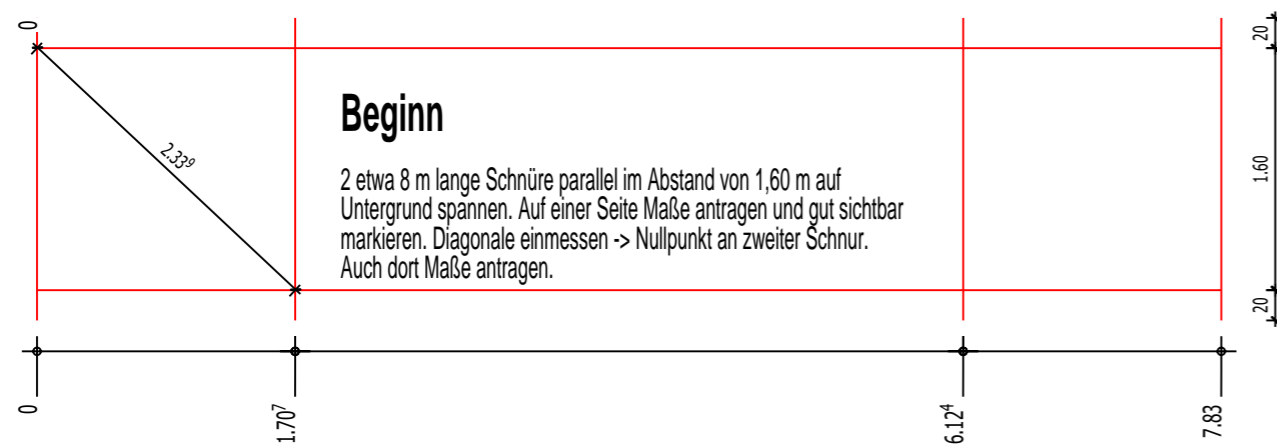 0
20
Beginn
2.33⁹
1.60
2 etwa 8 m lange Schnüre parallel im Abstand von 1,60 m auf
Untergrund spannen. Auf einer Seite Maße antragen und gut sichtbar
markieren. Diagonale einmessen -> Nullpunkt an zweiter Schnur.
Auch dort Maße antragen.
20
0
1.70⁷
6.12⁴
7.83